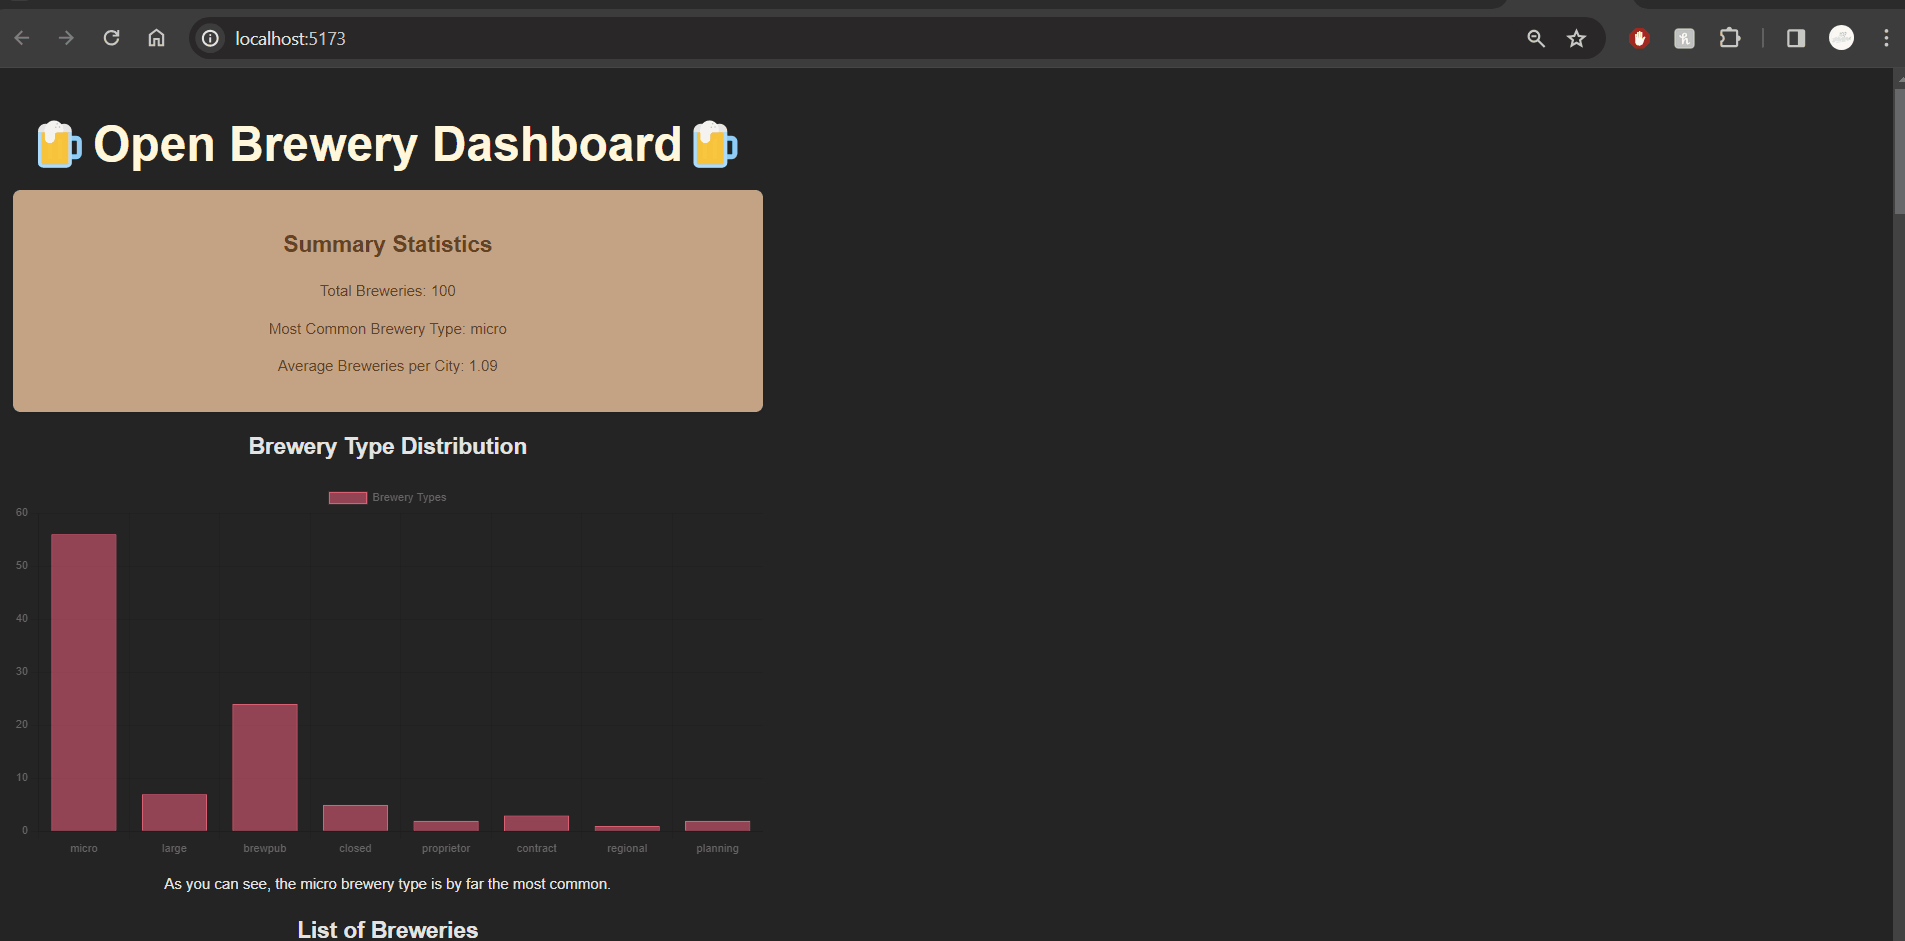 localhost:5173
Open Brewery Dashboard
Summary Statistics
Total Breweries: 100
Most Common Brewery Type: micro
Average Breweries per City: 1.09
Brewery Type Distribution
Brewery Types
60
50
40
30
20
10
0
micro large brewpub closed proprietor contract regional planning
As you can see, the micro brewery type is by far the most common.
List of Breweries